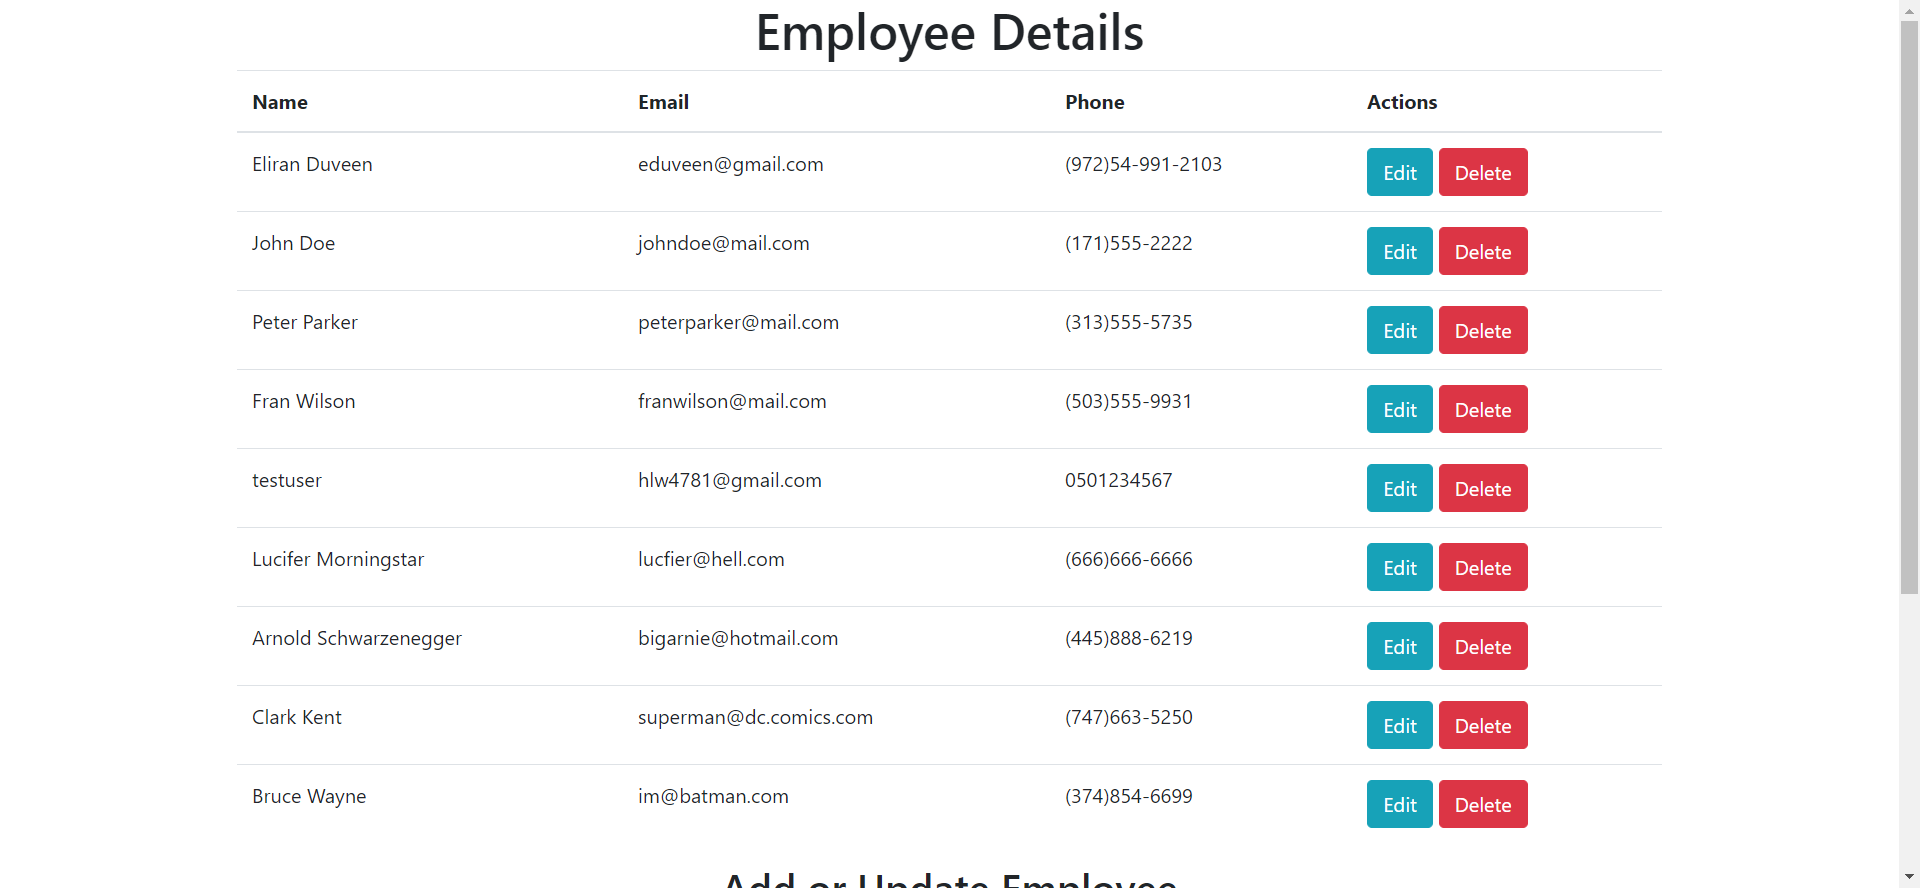 Employee Details
Name Email Phone Actions
Eliran Duveen eduveen@gmail.com (972)54-991-2103 Edit Delete
John Doe johndoe@mail.com (171)555-2222 Edit Delete
Peter Parker peterparker@mail.com (313)555-5735 Edit Delete
Fran Wilson franwilson@mail.com (503)555-9931 Edit Delete
testuser hlw4781@gmail.com 0501234567 Edit Delete
Lucifer Morningstar lucfier@hell.com (666)666-6666 Edit Delete
Arnold Schwarzenegger bigarnie@hotmail.com (445)888-6219 Edit Delete
Clark Kent superman@dc.comics.com (747)663-5250 Edit Delete
Bruce Wayne im@batman.com (374)854-6699 Edit Delete
Add or Update Employee